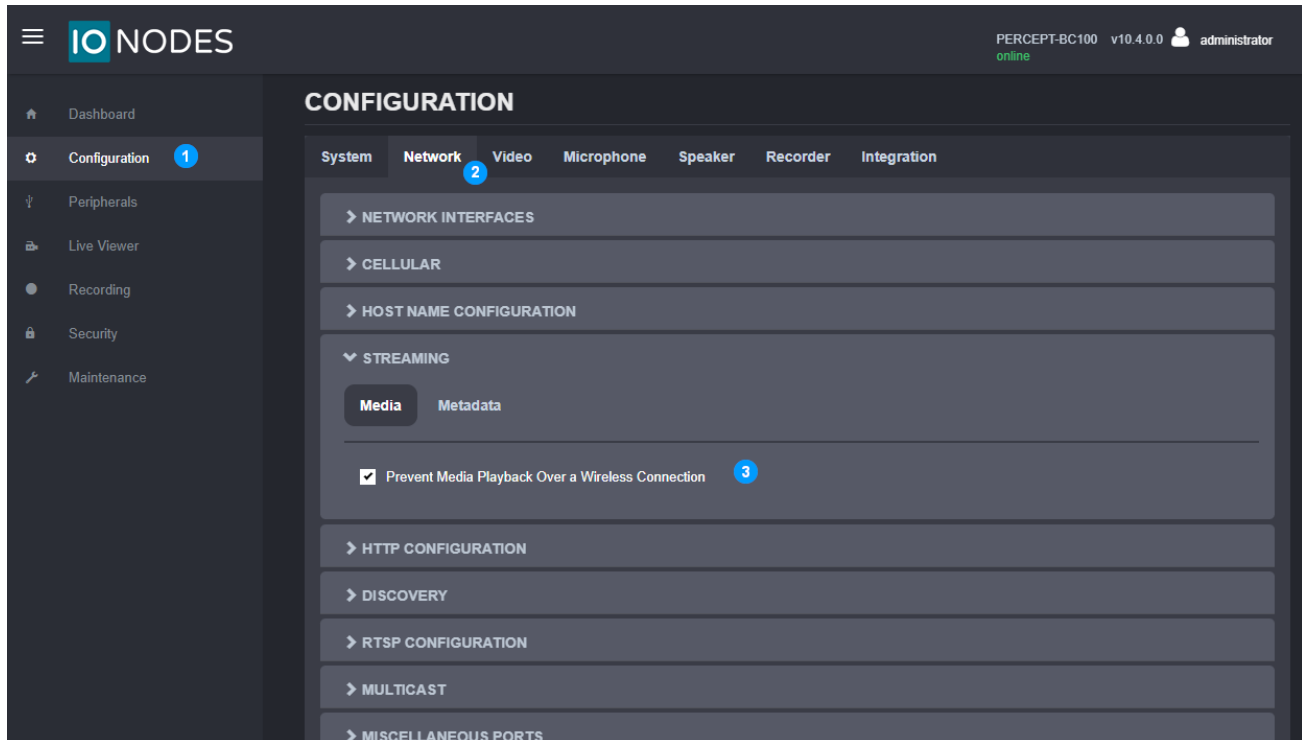 IO NODES
PERCEPT-BC100 v10.4.0.0 administrator
online
Dashboard
Configuration 1
Peripherals
Live Viewer
Recording
Security
Maintenance
CONFIGURATION
System Network Video Microphone Speaker Recorder Integration
2
NETWORK INTERFACES
CELLULAR
HOST NAME CONFIGURATION
STREAMING
Media Metadata
Prevent Media Playback Over a Wireless Connection 3
HTTP CONFIGURATION
DISCOVERY
RTSP CONFIGURATION
MULTICAST
MISCELLANEOUS PORTS